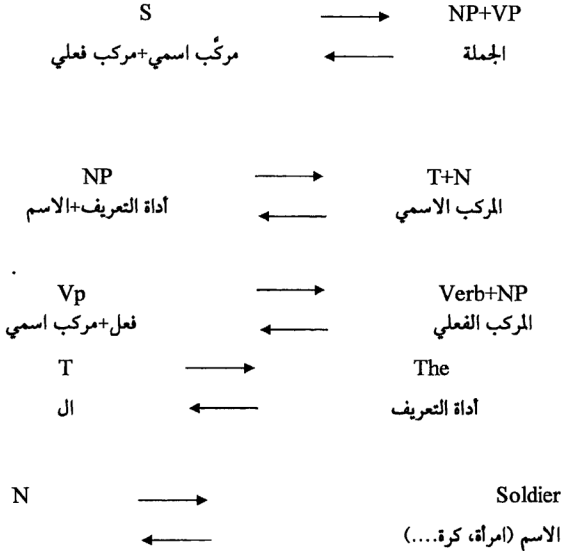 S → NP+VP
الجملة ← مركَّب اسمي+مركب فعلي
NP → T+N
المركب الاسمي ← أداة التعريف+الاسم
Vp → Verb+NP
المركب الفعلي ← فعل+مركب اسمي
T → The
أداة التعريف ← ال
N → Soldier
الاسم (امرأة، كرة....) ←